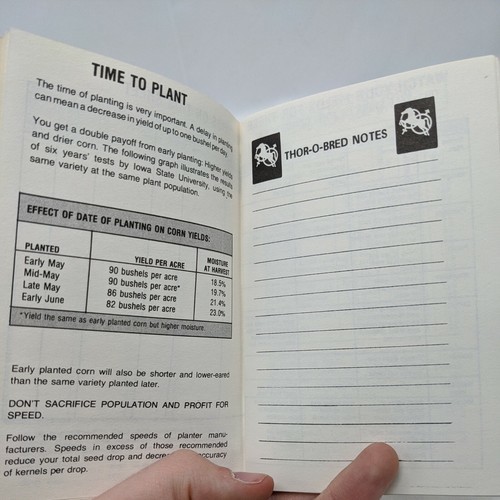 TIME TO PLANT
The time of planting is very important. A delay in planting
can mean a decrease in yield of up to one bushel per day.
You get a double payoff from early planting: Higher yields
and drier corn. The following graph illustrates the results
of six years' tests by Iowa State University, using the
same variety at the same plant population.
EFFECT OF DATE OF PLANTING ON CORN YIELDS:
PLANTED YIELD PER ACRE MOISTURE AT HARVEST
Early May 90 bushels per acre 18.5%
Mid-May 90 bushels per acre* 19.7%
Late May 86 bushels per acre 21.4%
Early June 82 bushels per acre 23.0%
*Yield the same as early planted corn but higher moisture.
Early planted corn will also be shorter and lower-eared
than the same variety planted later.
DON'T SACRIFICE POPULATION AND PROFIT FOR
SPEED.
Follow the recommended speeds of planter manu-
facturers. Speeds in excess of those recommended
reduce your total seed drop and accuracy
of kernels per drop.
THOR-O-BRED NOTES